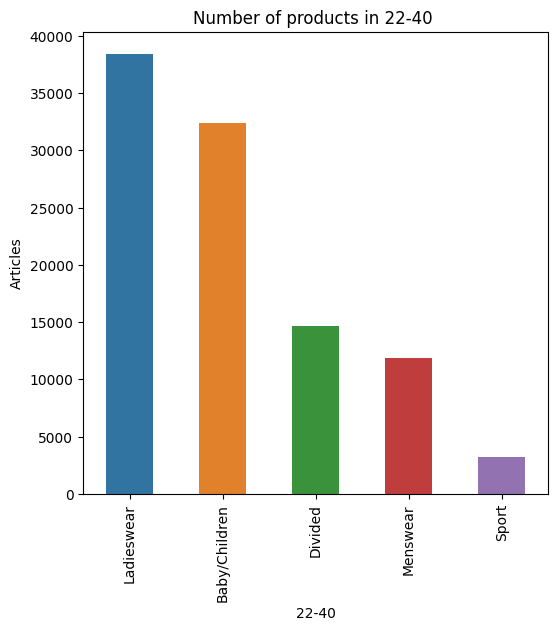 Number of products in 22-40
Articles
40000
35000
30000
25000
20000
15000
10000
5000
0
Ladieswear
Baby/Children
Divided
Menswear
Sport
22-40